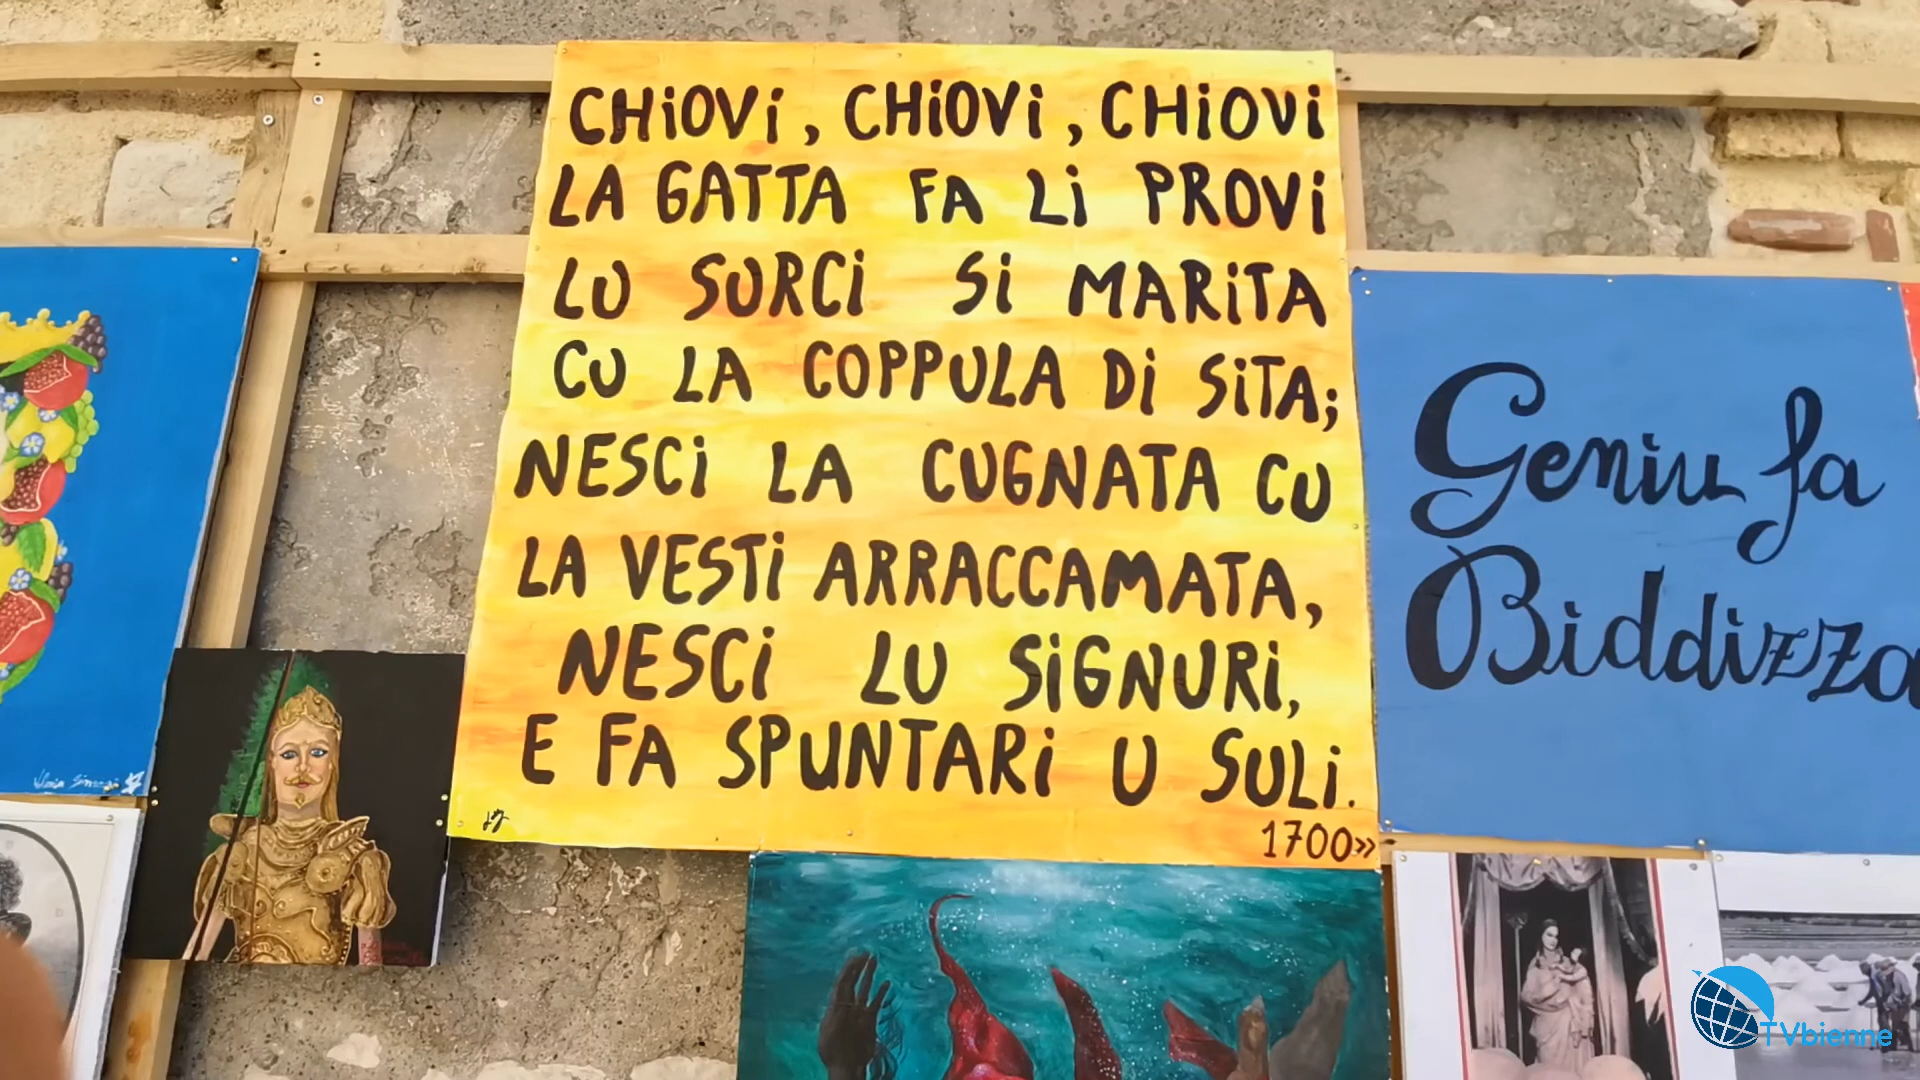 CHiOVi, CHiOVi, CHiOVi
LA GATTA FA Li PROVi
LU SURCi Si MARiTA
CU LA COPPULA Di SiTA;
NESCi LA CUGNATA CU
LA VESTi ARRACCAMATA,
NESCi LU SiGNURi,
E FA SPUNTARi U SULi.
1700»
Geniu fa
Biddizza
TVbienne